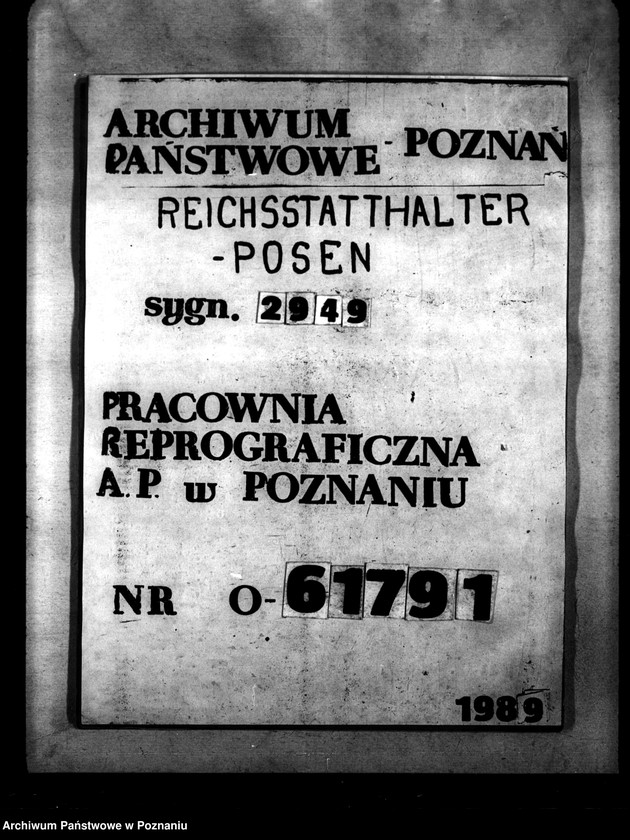 ARCHIWUM
PAŃSTWOWE - POZNAŃ
REICHSSTATTHALTER
-POSEN
sygn. 2949
PRACOWNIA
REPROGRAFICZNA
A.P. w POZNANIU
NR O-61791
1989
Archiwum Państwowe w Poznaniu